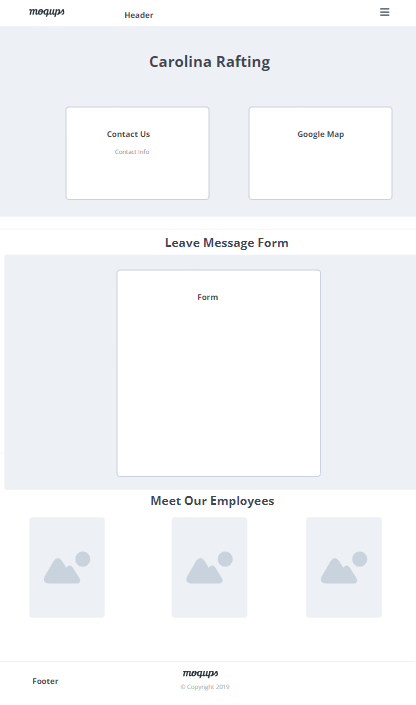 moqups
Header
Carolina Rafting
Contact Us
Google Map
Contact Info
Leave Message Form
Form
Meet Our Employees
moqups
Footer
© Copyright 2019